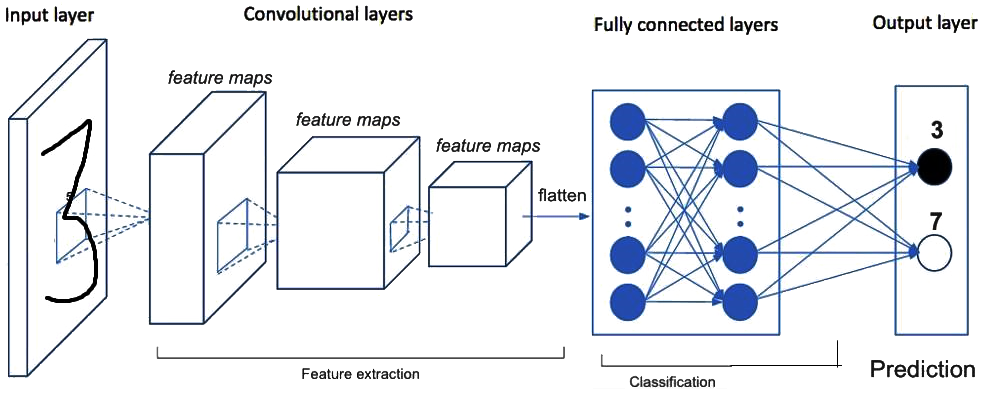 Input layer
Convolutional layers
Fully connected layers
Output layer
feature maps
feature maps
feature maps
flatten
3
3
7
Feature extraction
Classification
Prediction